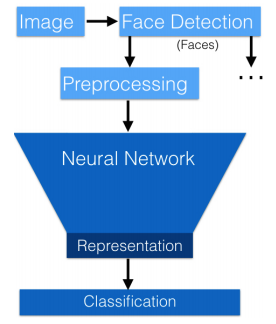 Image
Face Detection
(Faces)
...
Preprocessing
Neural Network
Representation
Classification